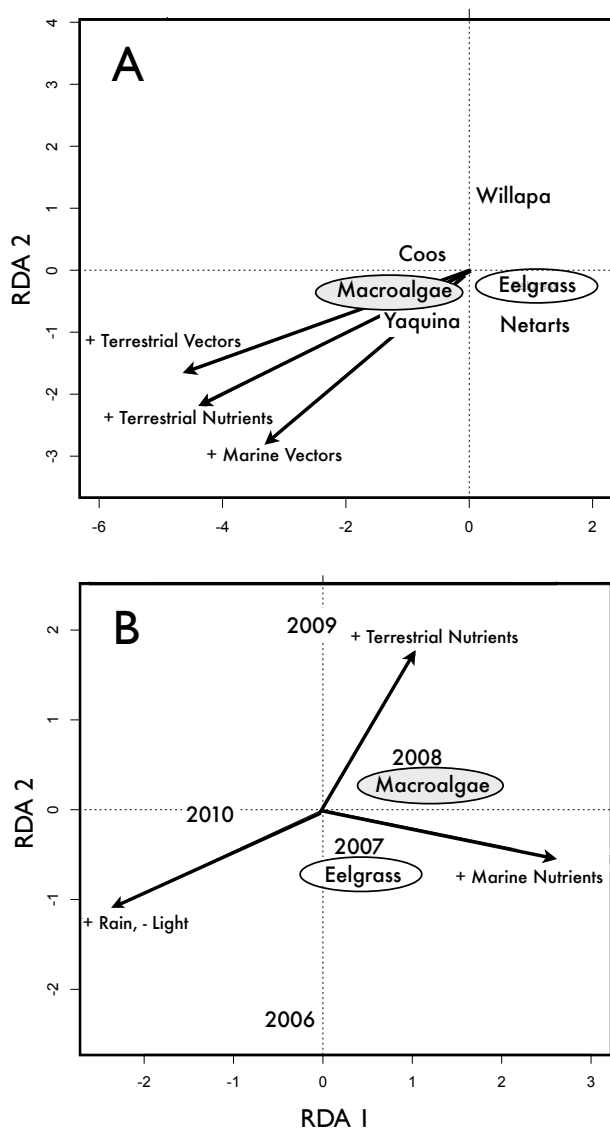 A
RDA 2
4
3
2
1
0
-1
-2
-3
Willapa
Coos
Macroalgae
Eelgrass
Yaquina
Netarts
+ Terrestrial Vectors
+ Terrestrial Nutrients
+ Marine Vectors
-6
-4
-2
0
2
B
RDA 2
2
1
0
-1
-2
2009
+ Terrestrial Nutrients
2008
Macroalgae
2010
2007
Eelgrass
+ Marine Nutrients
+ Rain, - Light
2006
-2
-1
0
1
2
3
RDA 1